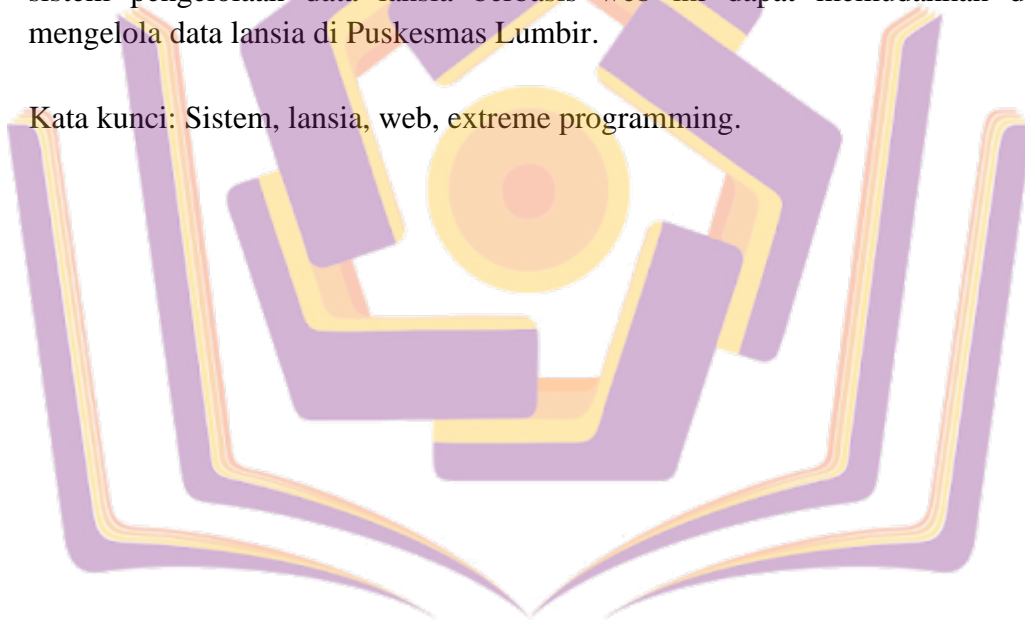 sistem pengelolaan data lansia berbasis web ini dapat memudahkan d
mengelola data lansia di Puskesmas Lumbir.
Kata kunci: Sistem, lansia, web, extreme programming.